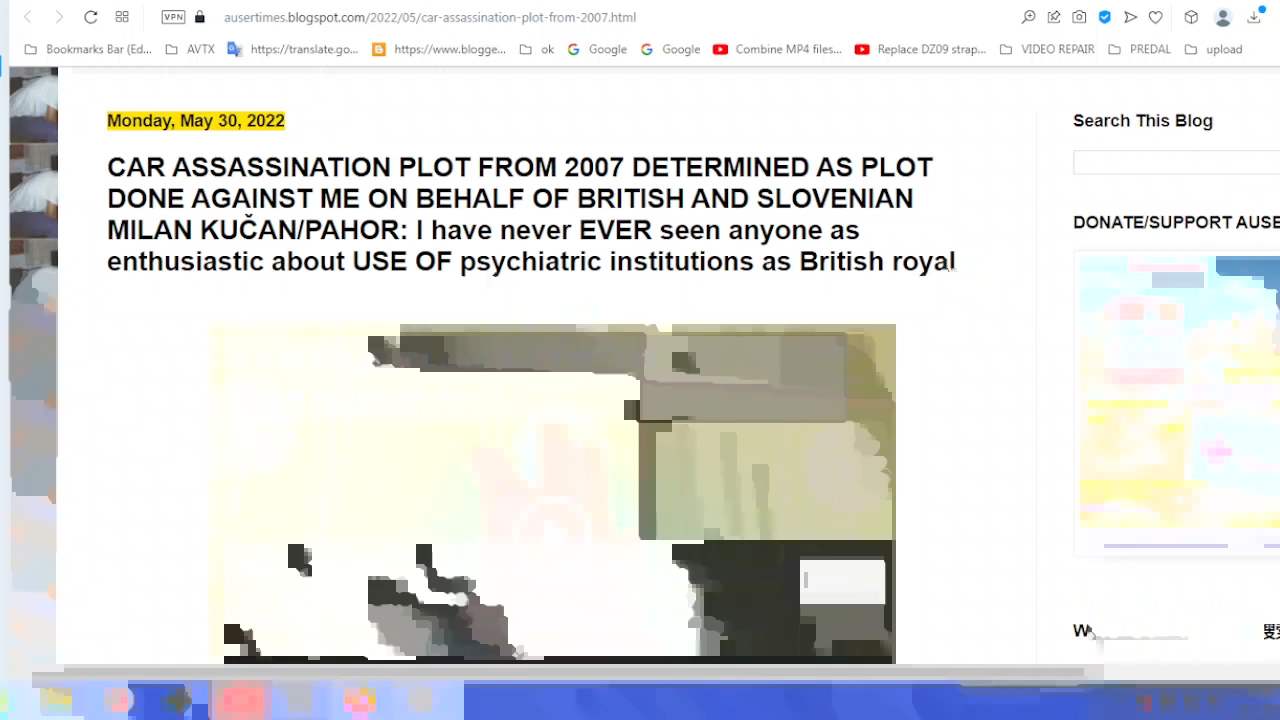 VPN
ausertimes.blogspot.com/2022/05/car-assassination-plot-from-2007.html
Bookmarks Bar (Ed... AVTX https://translate.go... https://www.blogge... ok Google Google Combine MP4 files... Replace DZ09 strap... VIDEO REPAIR PREDAL upload
Monday, May 30, 2022
CAR ASSASSINATION PLOT FROM 2007 DETERMINED AS PLOT
DONE AGAINST ME ON BEHALF OF BRITISH AND SLOVENIAN
MILAN KUČAN/PAHOR: I have never EVER seen anyone as
enthusiastic about USE OF psychiatric institutions as British royal
Search This Blog
DONATE/SUPPORT AUSE